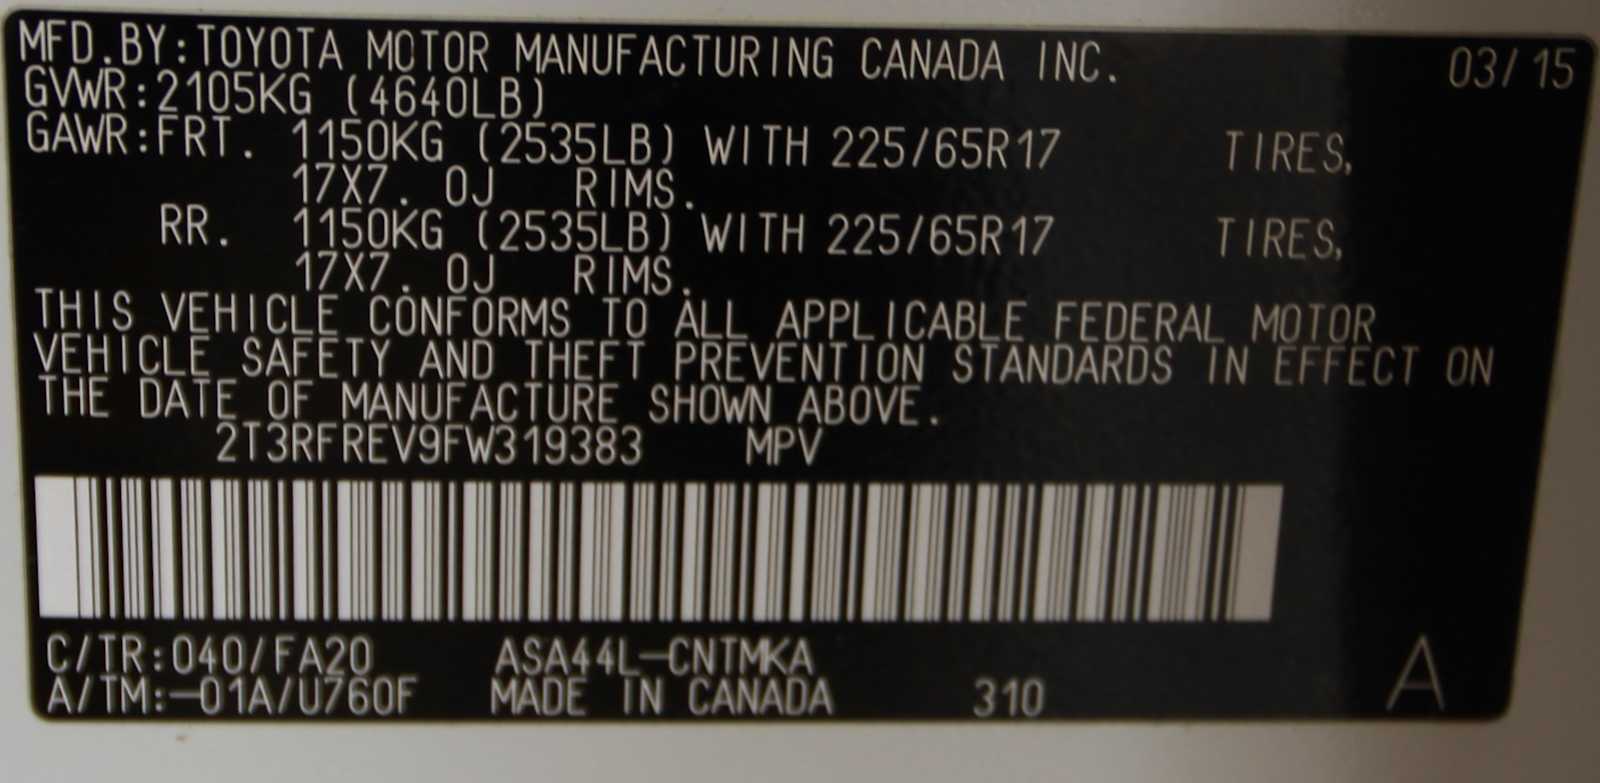 MFD.BY:TOYOTA MOTOR MANUFACTURING CANADA INC. 03/15
GVWR:2105KG (4640LB)
GAWR:FRT. 1150KG (2535LB) WITH 225/65R17 TIRES,
17X7. 0J RIMS.
RR. 1150KG (2535LB) WITH 225/65R17 TIRES,
17X7. 0J RIMS.
THIS VEHICLE CONFORMS TO ALL APPLICABLE FEDERAL MOTOR
VEHICLE SAFETY AND THEFT PREVENTION STANDARDS IN EFFECT ON
THE DATE OF MANUFACTURE SHOWN ABOVE.
2T3RFREV9FW319383 MPV
C/TR:040/FA20 ASA44L-CNTMKA
A/TM:-01A/U760F MADE IN CANADA 310 A